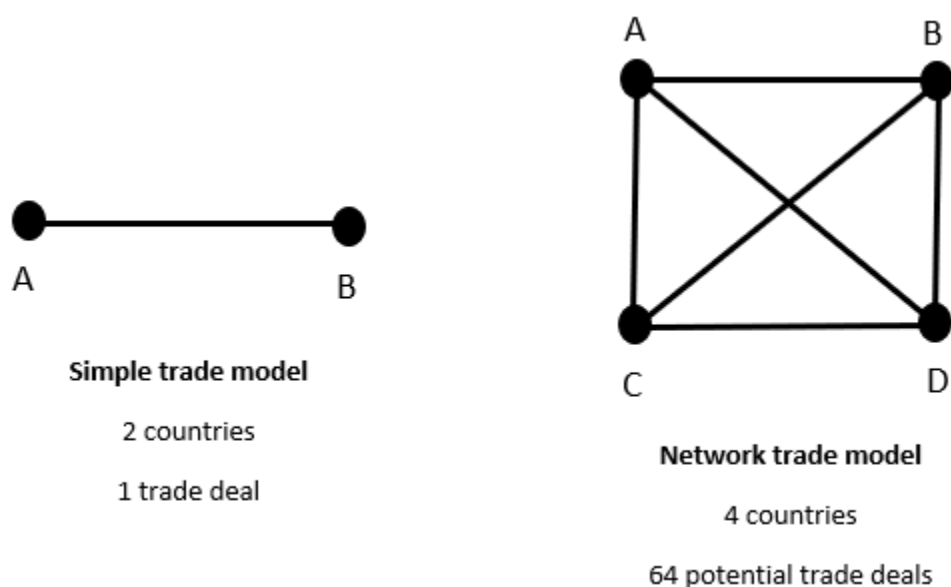 A
B
Simple trade model
2 countries
1 trade deal
A
B
C
D
Network trade model
4 countries
64 potential trade deals